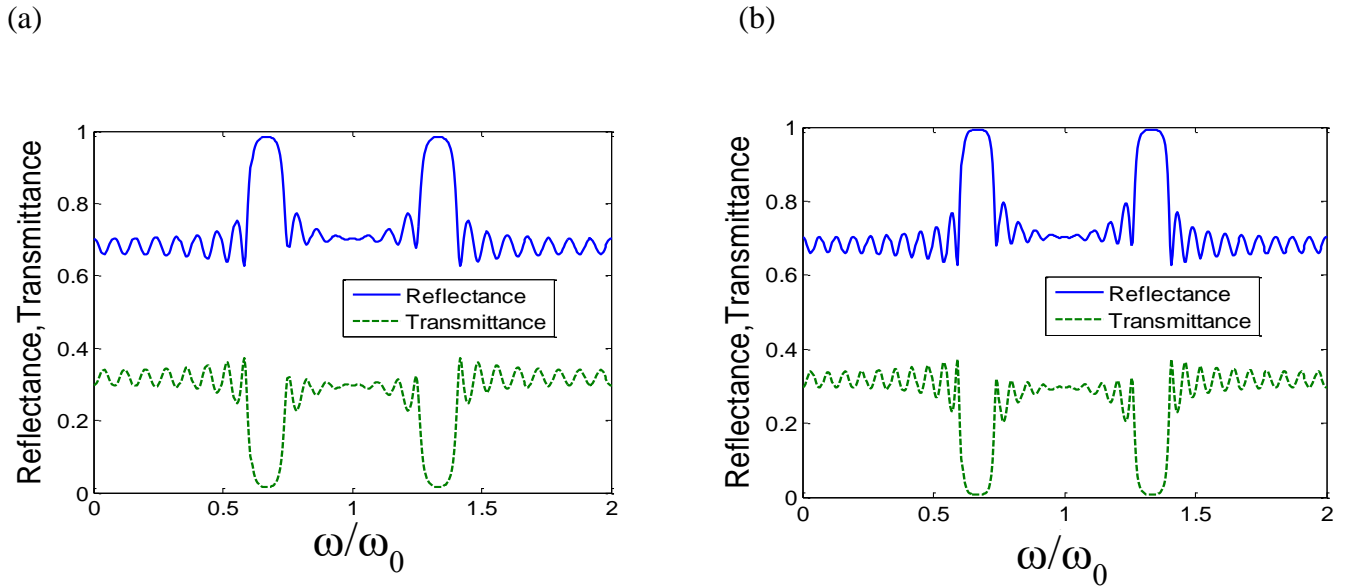 (a)
(b)
Reflectance,Transmittance
1
0.8
0.6
0.4
0.2
0
Reflectance
Transmittance
0 0.5 1 1.5 2
ω/ω0
Reflectance,Transmittance
1
0.8
0.6
0.4
0.2
0
Reflectance
Transmittance
0 0.5 1 1.5 2
ω/ω0